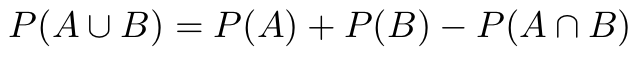 P(A ∪ B) = P(A) + P(B) − P(A ∩ B)